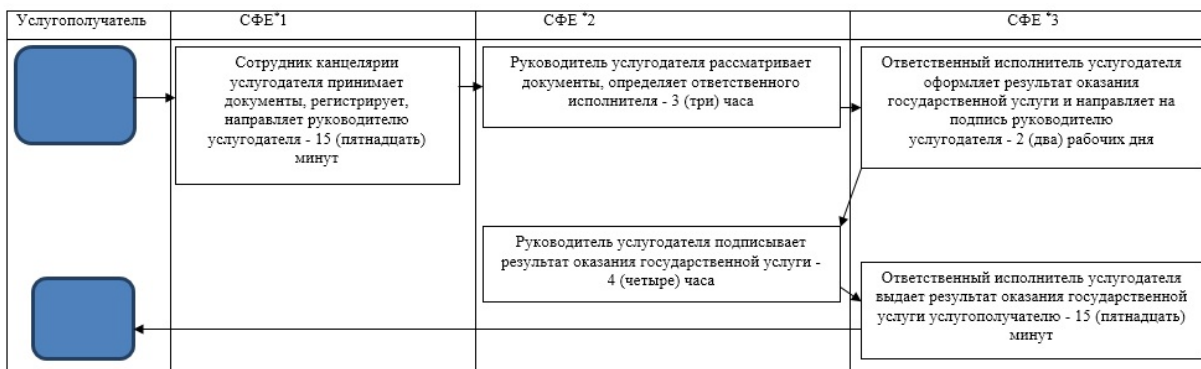 Услугополучатель
СФЕ*1
СФЕ *2
СФЕ *3
Сотрудник канцелярии
услугодателя принимает
документы, регистрирует,
направляет руководителю
услугодателя - 15 (пятнадцать)
минут
Руководитель услугодателя рассматривает
документы, определяет ответственного
исполнителя - 3 (три) часа
Ответственный исполнитель услугодателя
оформляет результат оказания
государственной услуги и направляет на
подпись руководителю
услугодателя - 2 (два) рабочих дня
Руководитель услугодателя подписывает
результат оказания государственной услуги -
4 (четыре) часа
Ответственный исполнитель услугодателя
выдает результат оказания государственной
услуги услугополучателю - 15 (пятнадцать)
минут